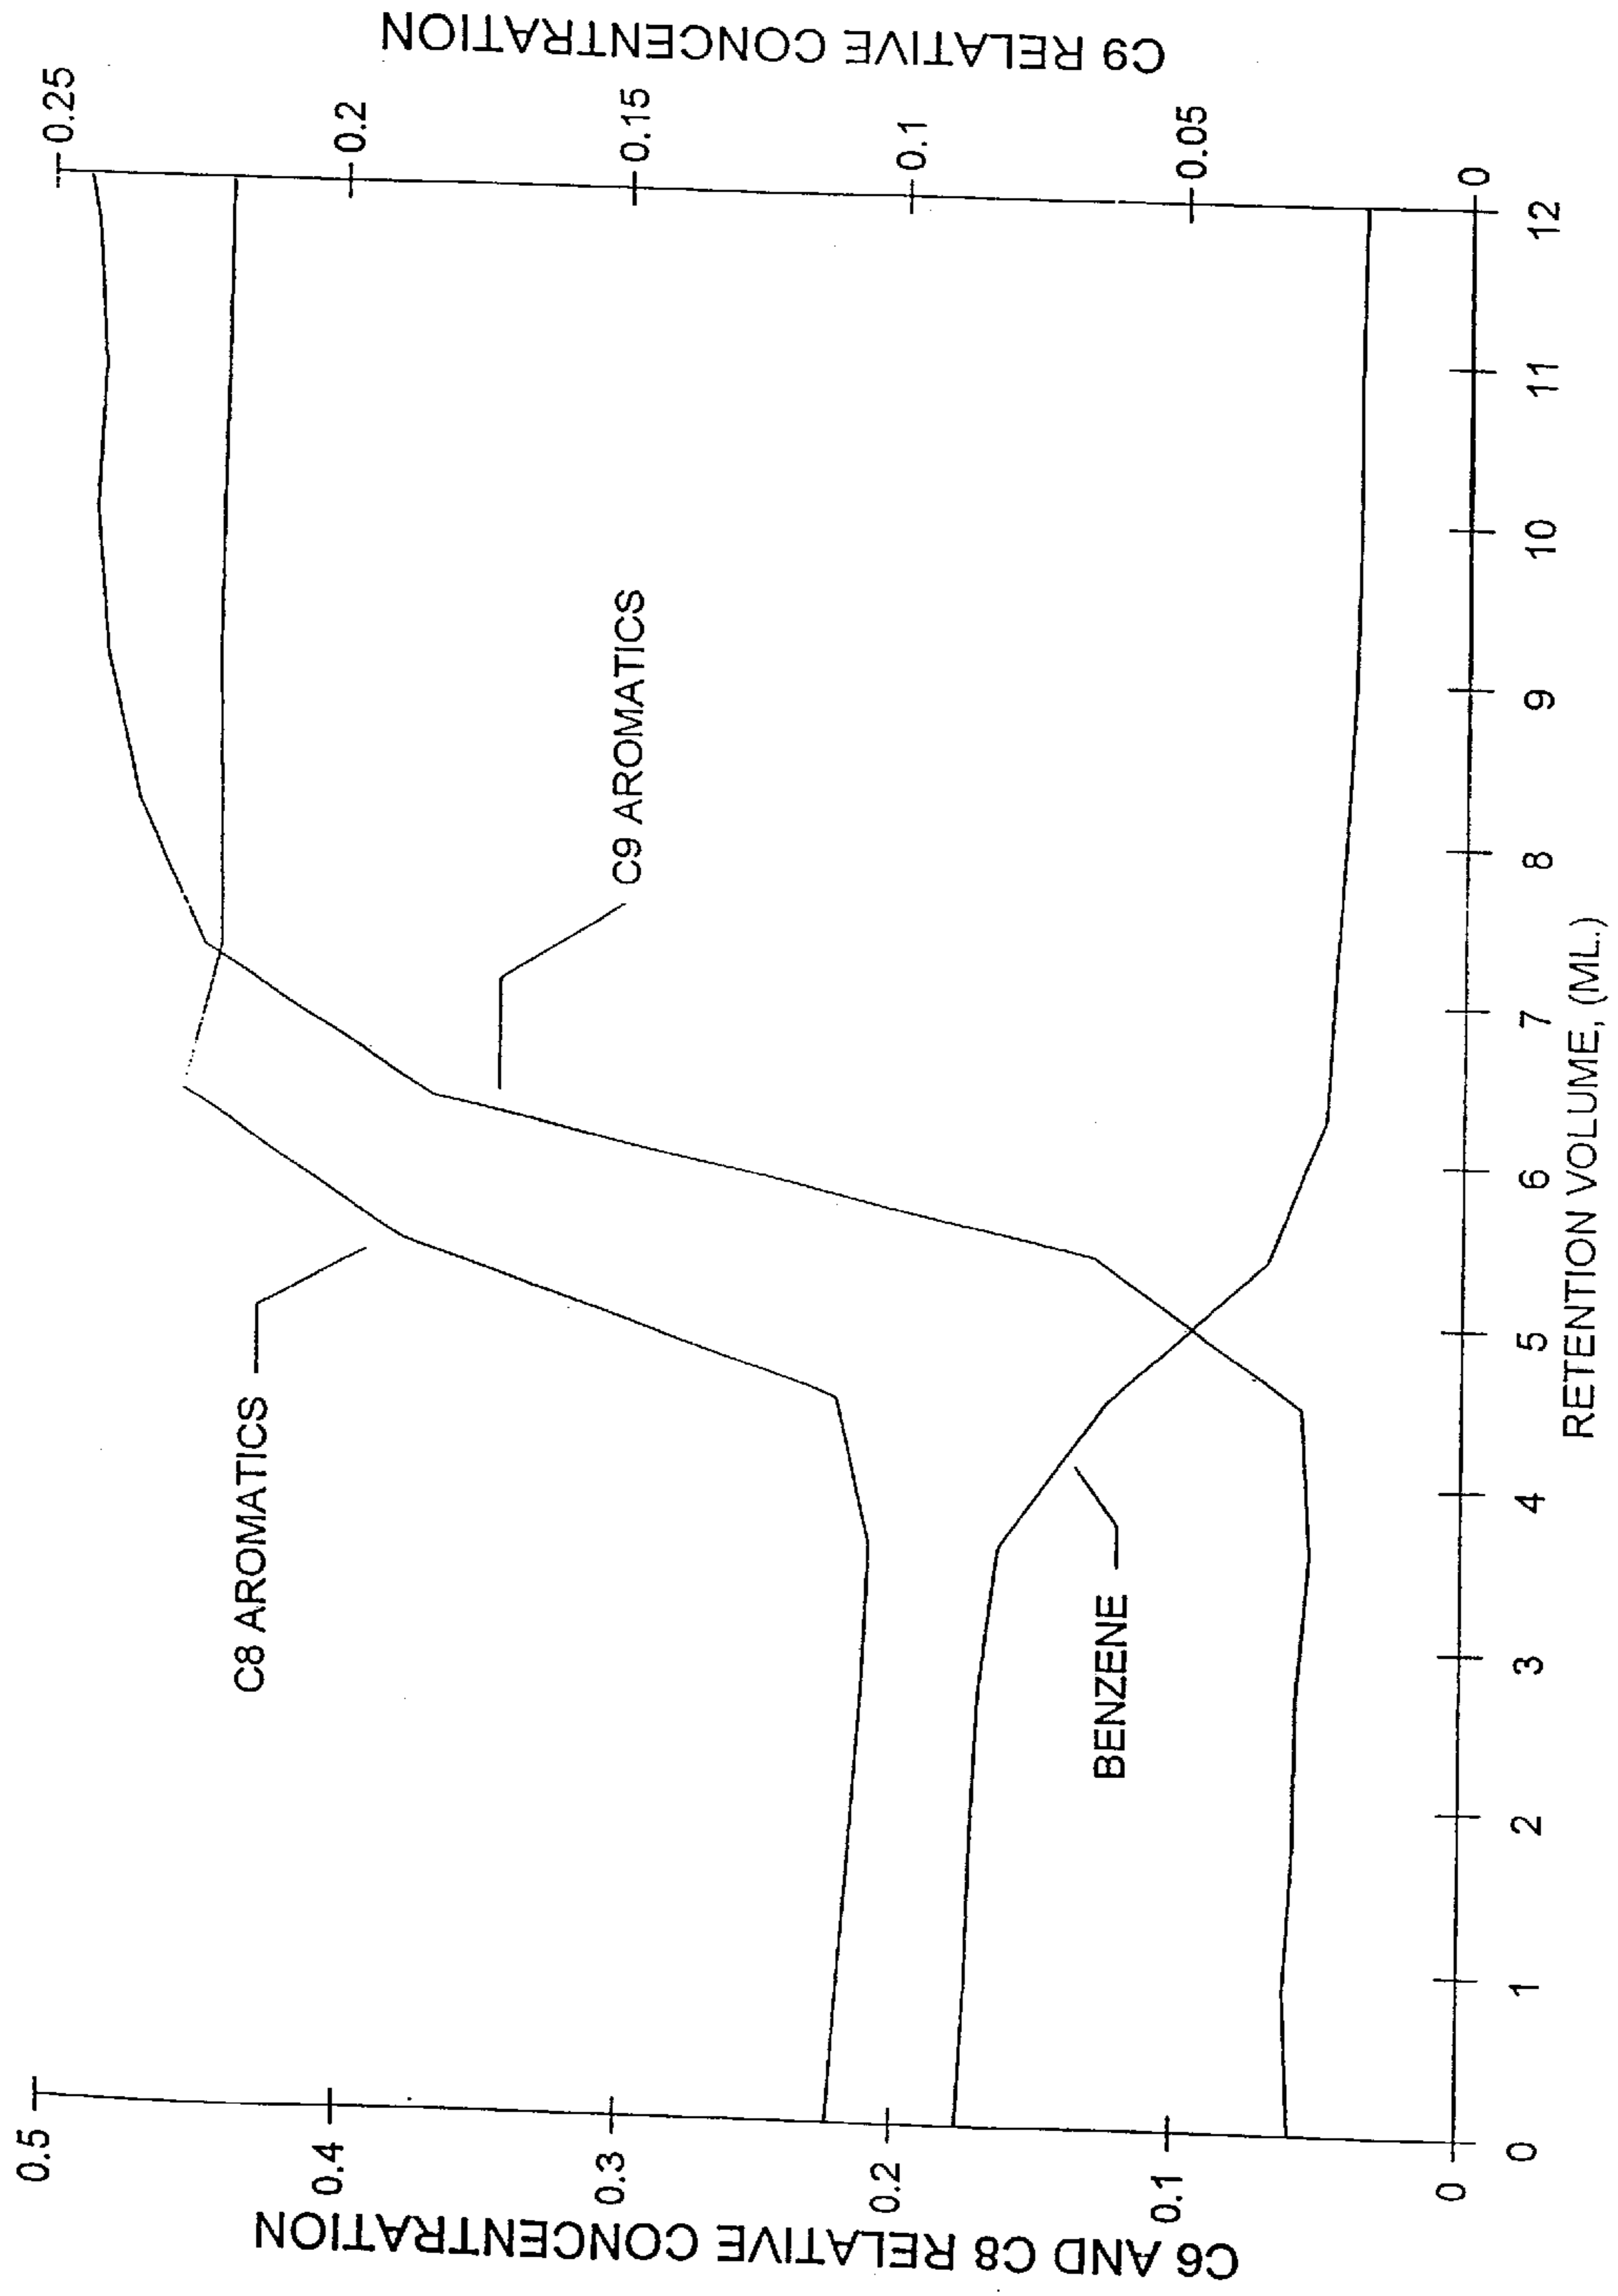 C6 AND C8 RELATIVE CONCENTRATION
0.5
0.4
0.3
0.2
0.1
0
C8 AROMATICS
C9 AROMATICS
BENZENE
0.25
0.2
0.15
0.1
0.05
0
C9 RELATIVE CONCENTRATION
0 1 2 3 4 5 6 7 8 9 10 11 12
RETENTION VOLUME, (ML.)